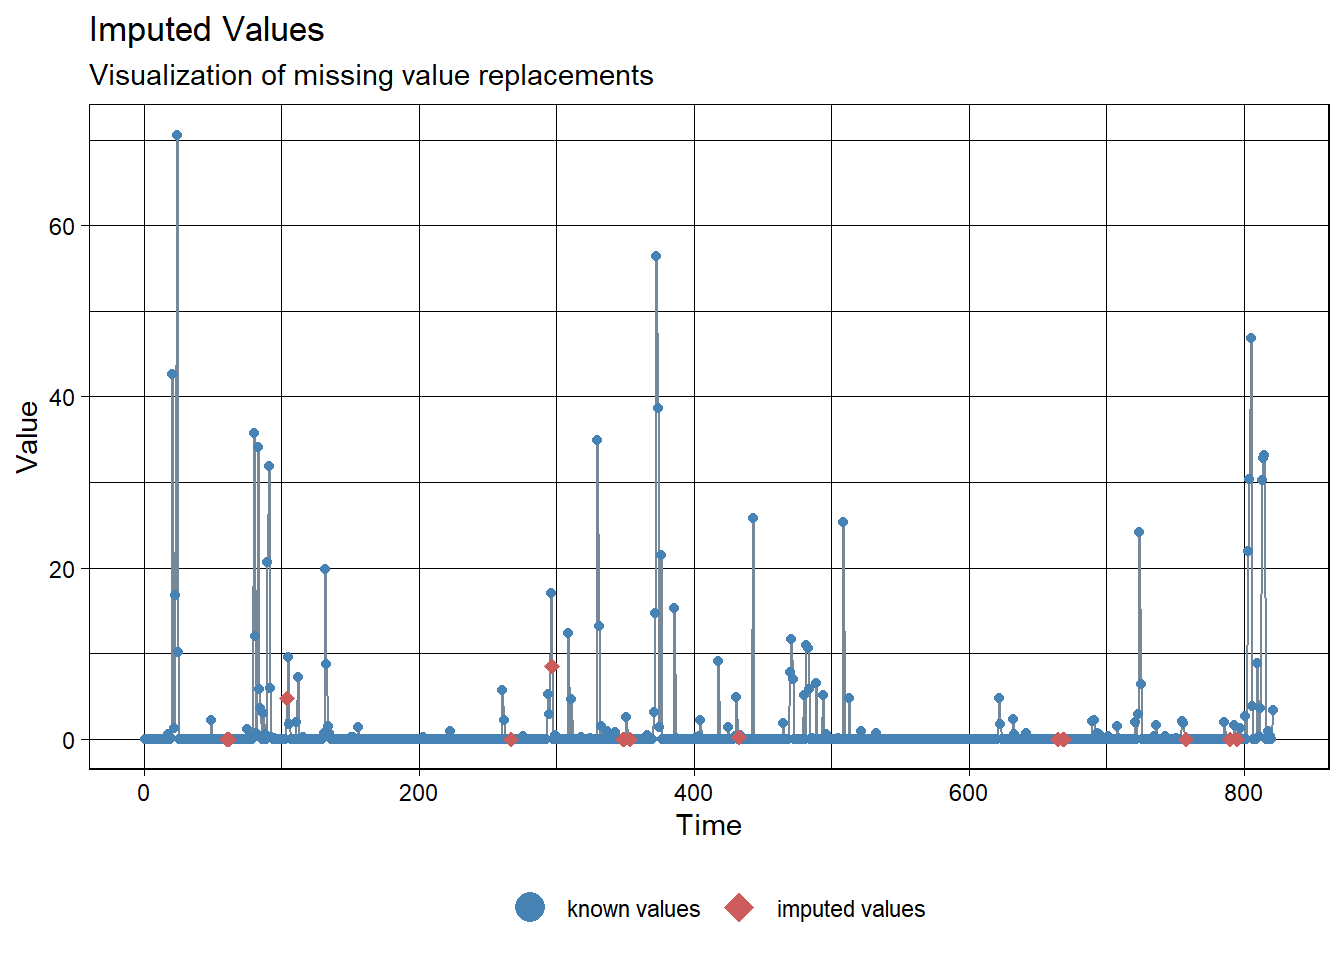 Imputed Values
Visualization of missing value replacements
60
40
20
0
Value
0 200 400 600 800
Time
known values imputed values